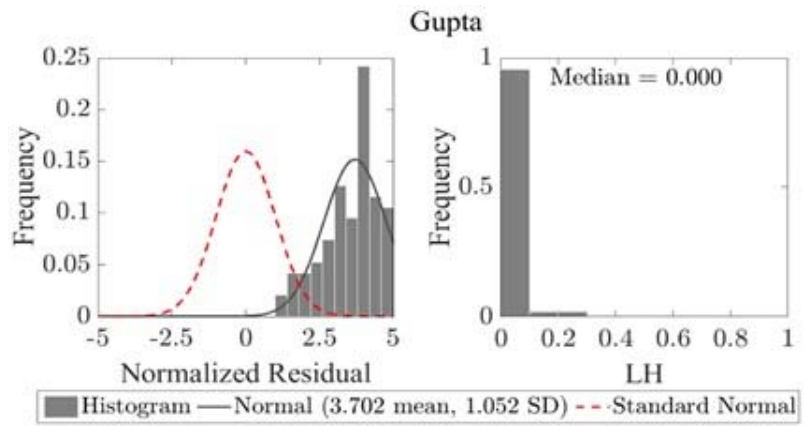 Gupta
0.25
0.2
0.15
0.1
0.05
0
Frequency
-5 -2.5 0 2.5 5
Normalized Residual
1
0.5
0
Frequency
Median = 0.000
0 0.2 0.4 0.6 0.8 1
LH
Histogram Normal (3.702 mean, 1.052 SD) Standard Normal